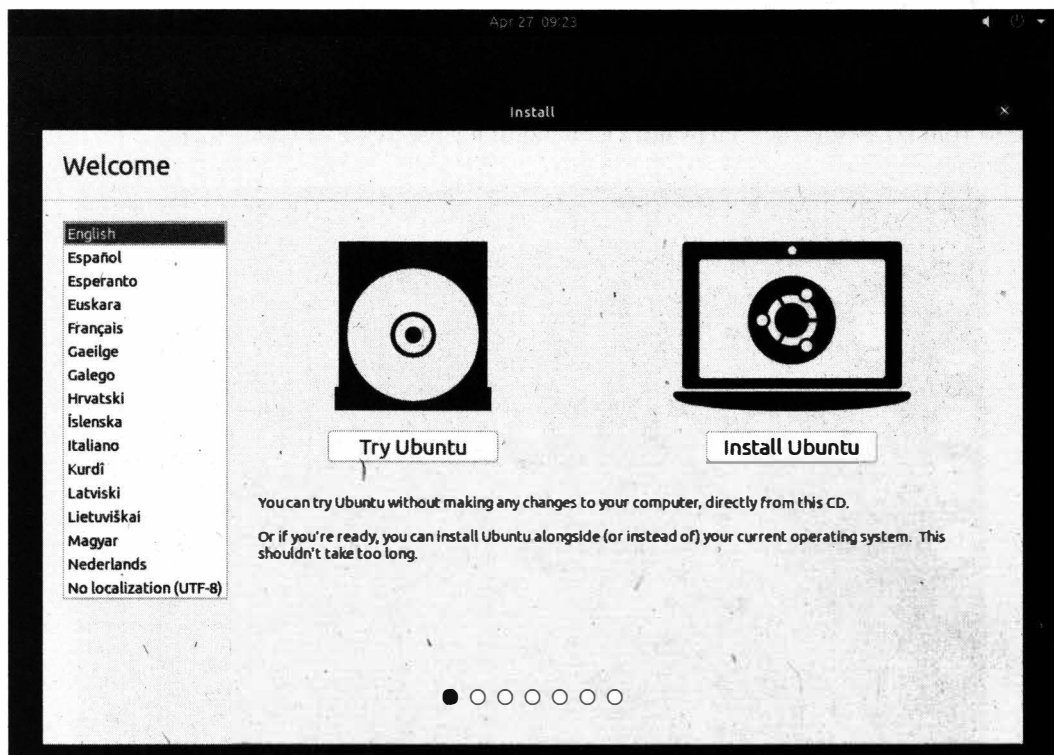 Apr 27 09:23
Install
Welcome
English
Español
Esperanto
Euskara
Français
Gaeilge
Galego
Hrvatski
Íslenska
Italiano
Kurdî
Latviski
Lietuviškai
Magyar
Nederlands
No localization (UTF-8)
Try Ubuntu
Install Ubuntu
You can try Ubuntu without making any changes to your computer, directly from this CD.
Or if you're ready, you can install Ubuntu alongside (or instead of) your current operating system. This
shouldn't take too long.